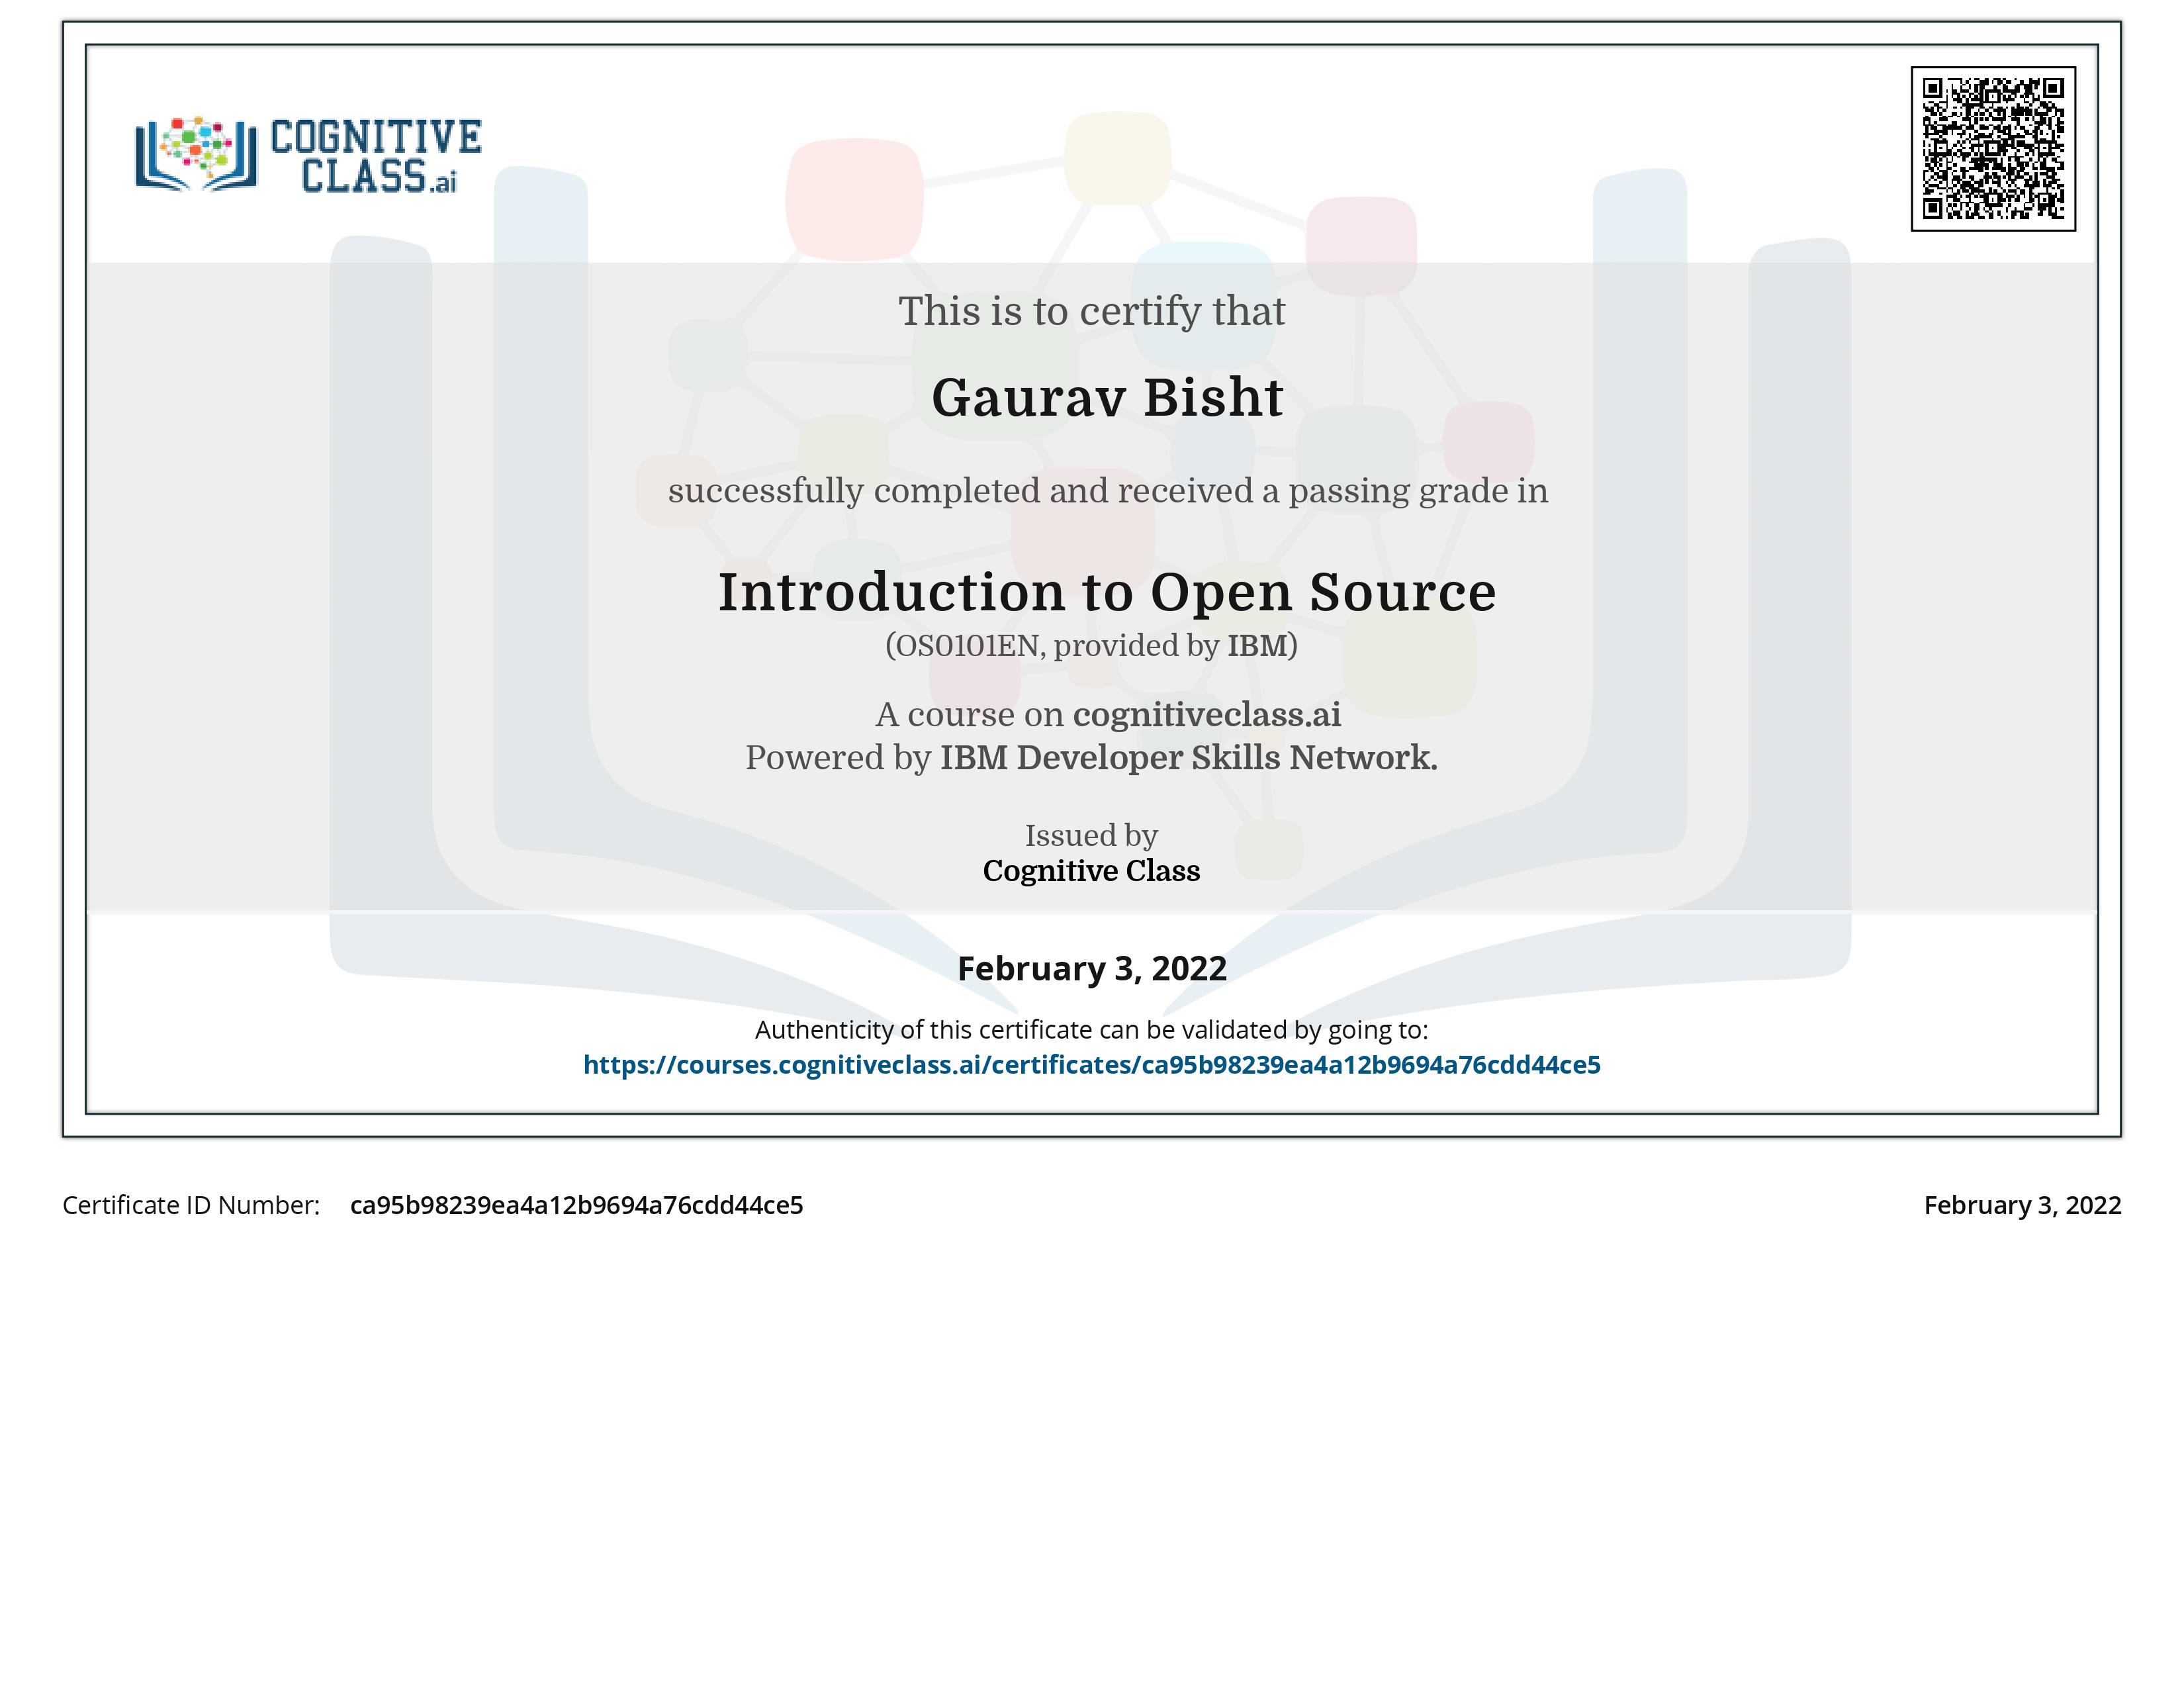 COGNITIVE
CLASS.ai
This is to certify that
Gaurav Bisht
successfully completed and received a passing grade in
Introduction to Open Source
(OS0101EN, provided by IBM)
A course on cognitiveclass.ai
Powered by IBM Developer Skills Network.
Issued by
Cognitive Class
February 3, 2022
Authenticity of this certificate can be validated by going to:
https://courses.cognitiveclass.ai/certificates/ca95b98239ea4a12b9694a76cdd44ce5
Certificate ID Number: ca95b98239ea4a12b9694a76cdd44ce5
February 3, 2022